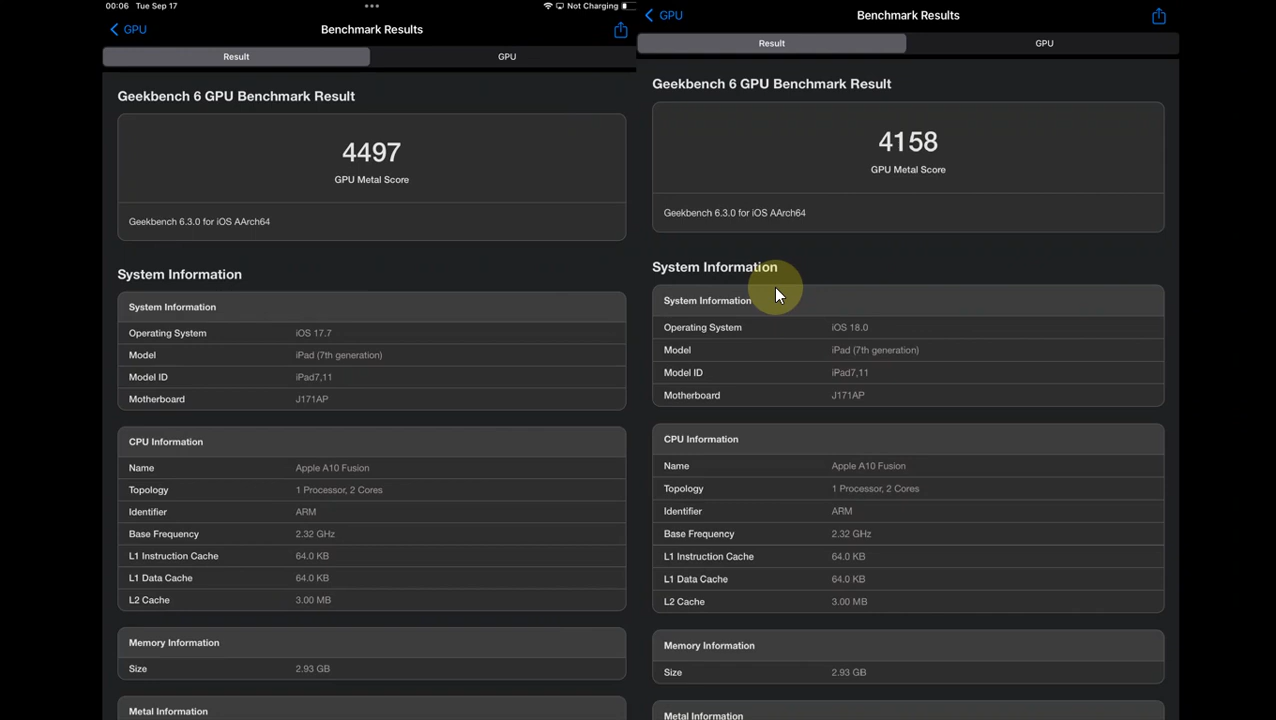 00:06 Tue Sep 17
Not Charging
GPU
Benchmark Results
Result
GPU
Geekbench 6 GPU Benchmark Result
4497
GPU Metal Score
Geekbench 6.3.0 for iOS AArch64
System Information
System Information
Operating System iOS 17.7
Model iPad (7th generation)
Model ID iPad7,11
Motherboard J171AP
CPU Information
Name Apple A10 Fusion
Topology 1 Processor, 2 Cores
Identifier ARM
Base Frequency 2.32 GHz
L1 Instruction Cache 64.0 KB
L1 Data Cache 64.0 KB
L2 Cache 3.00 MB
Memory Information
Size 2.93 GB
Metal Information
GPU
Benchmark Results
Result
GPU
Geekbench 6 GPU Benchmark Result
4158
GPU Metal Score
Geekbench 6.3.0 for iOS AArch64
System Information
System Information
Operating System iOS 18.0
Model iPad (7th generation)
Model ID iPad7,11
Motherboard J171AP
CPU Information
Name Apple A10 Fusion
Topology 1 Processor, 2 Cores
Identifier ARM
Base Frequency 2.32 GHz
L1 Instruction Cache 64.0 KB
L1 Data Cache 64.0 KB
L2 Cache 3.00 MB
Memory Information
Size 2.93 GB
Metal Information